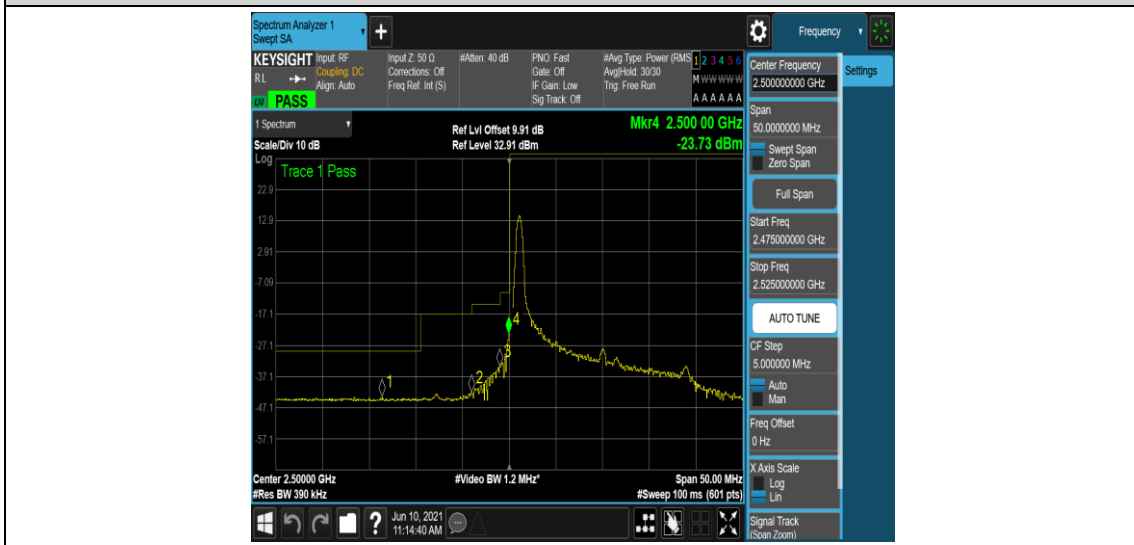 Spectrum Analyzer 1
Swept SA
Frequency
KEYSIGHT
RL
PASS
Input: RF
Coupling: DC
Align: Auto
Input Z: 50 Ω
Corrections: Off
Freq Ref: Int (S)
#Atten: 40 dB
PNO: Fast
Gate: Off
IF Gain: Low
Sig Track: Off
#Avg Type: Power (RMS
Avg|Hold: 30/30
Trig: Free Run
1 2 3 4 5 6
M W W W W W
A A A A A A
1 Spectrum
Scale/Div 10 dB
Ref Lvl Offset 9.91 dB
Ref Level 32.91 dBm
Mkr4 2.500 00 GHz
-23.73 dBm
Log
Trace 1 Pass
22.9
12.9
2.91
-7.09
-17.1
-27.1
-37.1
-47.1
-57.1
1
2
3
4
Center 2.50000 GHz
#Video BW 1.2 MHz*
Span 50.00 MHz
#Res BW 390 kHz
#Sweep 100 ms (601 pts)
Jun 10, 2021
11:14:40 AM
Settings
Center Frequency
2.500000000 GHz
Span
50.0000000 MHz
Swept Span
Zero Span
Full Span
Start Freq
2.475000000 GHz
Stop Freq
2.525000000 GHz
AUTO TUNE
CF Step
5.000000 MHz
Auto
Man
Freq Offset
0 Hz
X Axis Scale
Log
Lin
Signal Track
(Span Zoom)